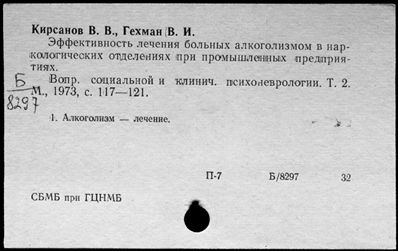 Кирсанов В. В., Гехман В. И.
Эффективность лечения больных алкоголизмом в нар-
кологических отделениях при промышленных предприя-
тиях.
Вопр. социальной и клинич. психоневрологии. Т. 2.
М., 1973, с. 117—121.
Б
8297
1. Алкоголизм — лечение.
П-7 Б/8297 32
СБМБ при ГЦНМБ